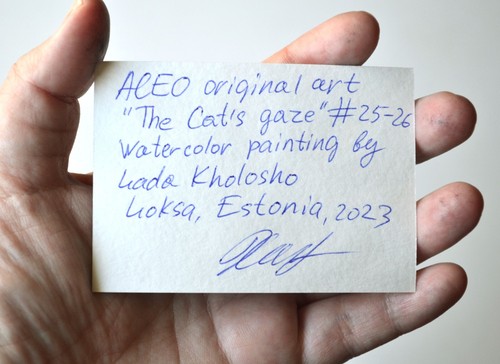 ACEO original art
"The Cat's gaze" #25-26
Watercolor painting by
Lada Kholosho
Loksa, Estonia, 2023